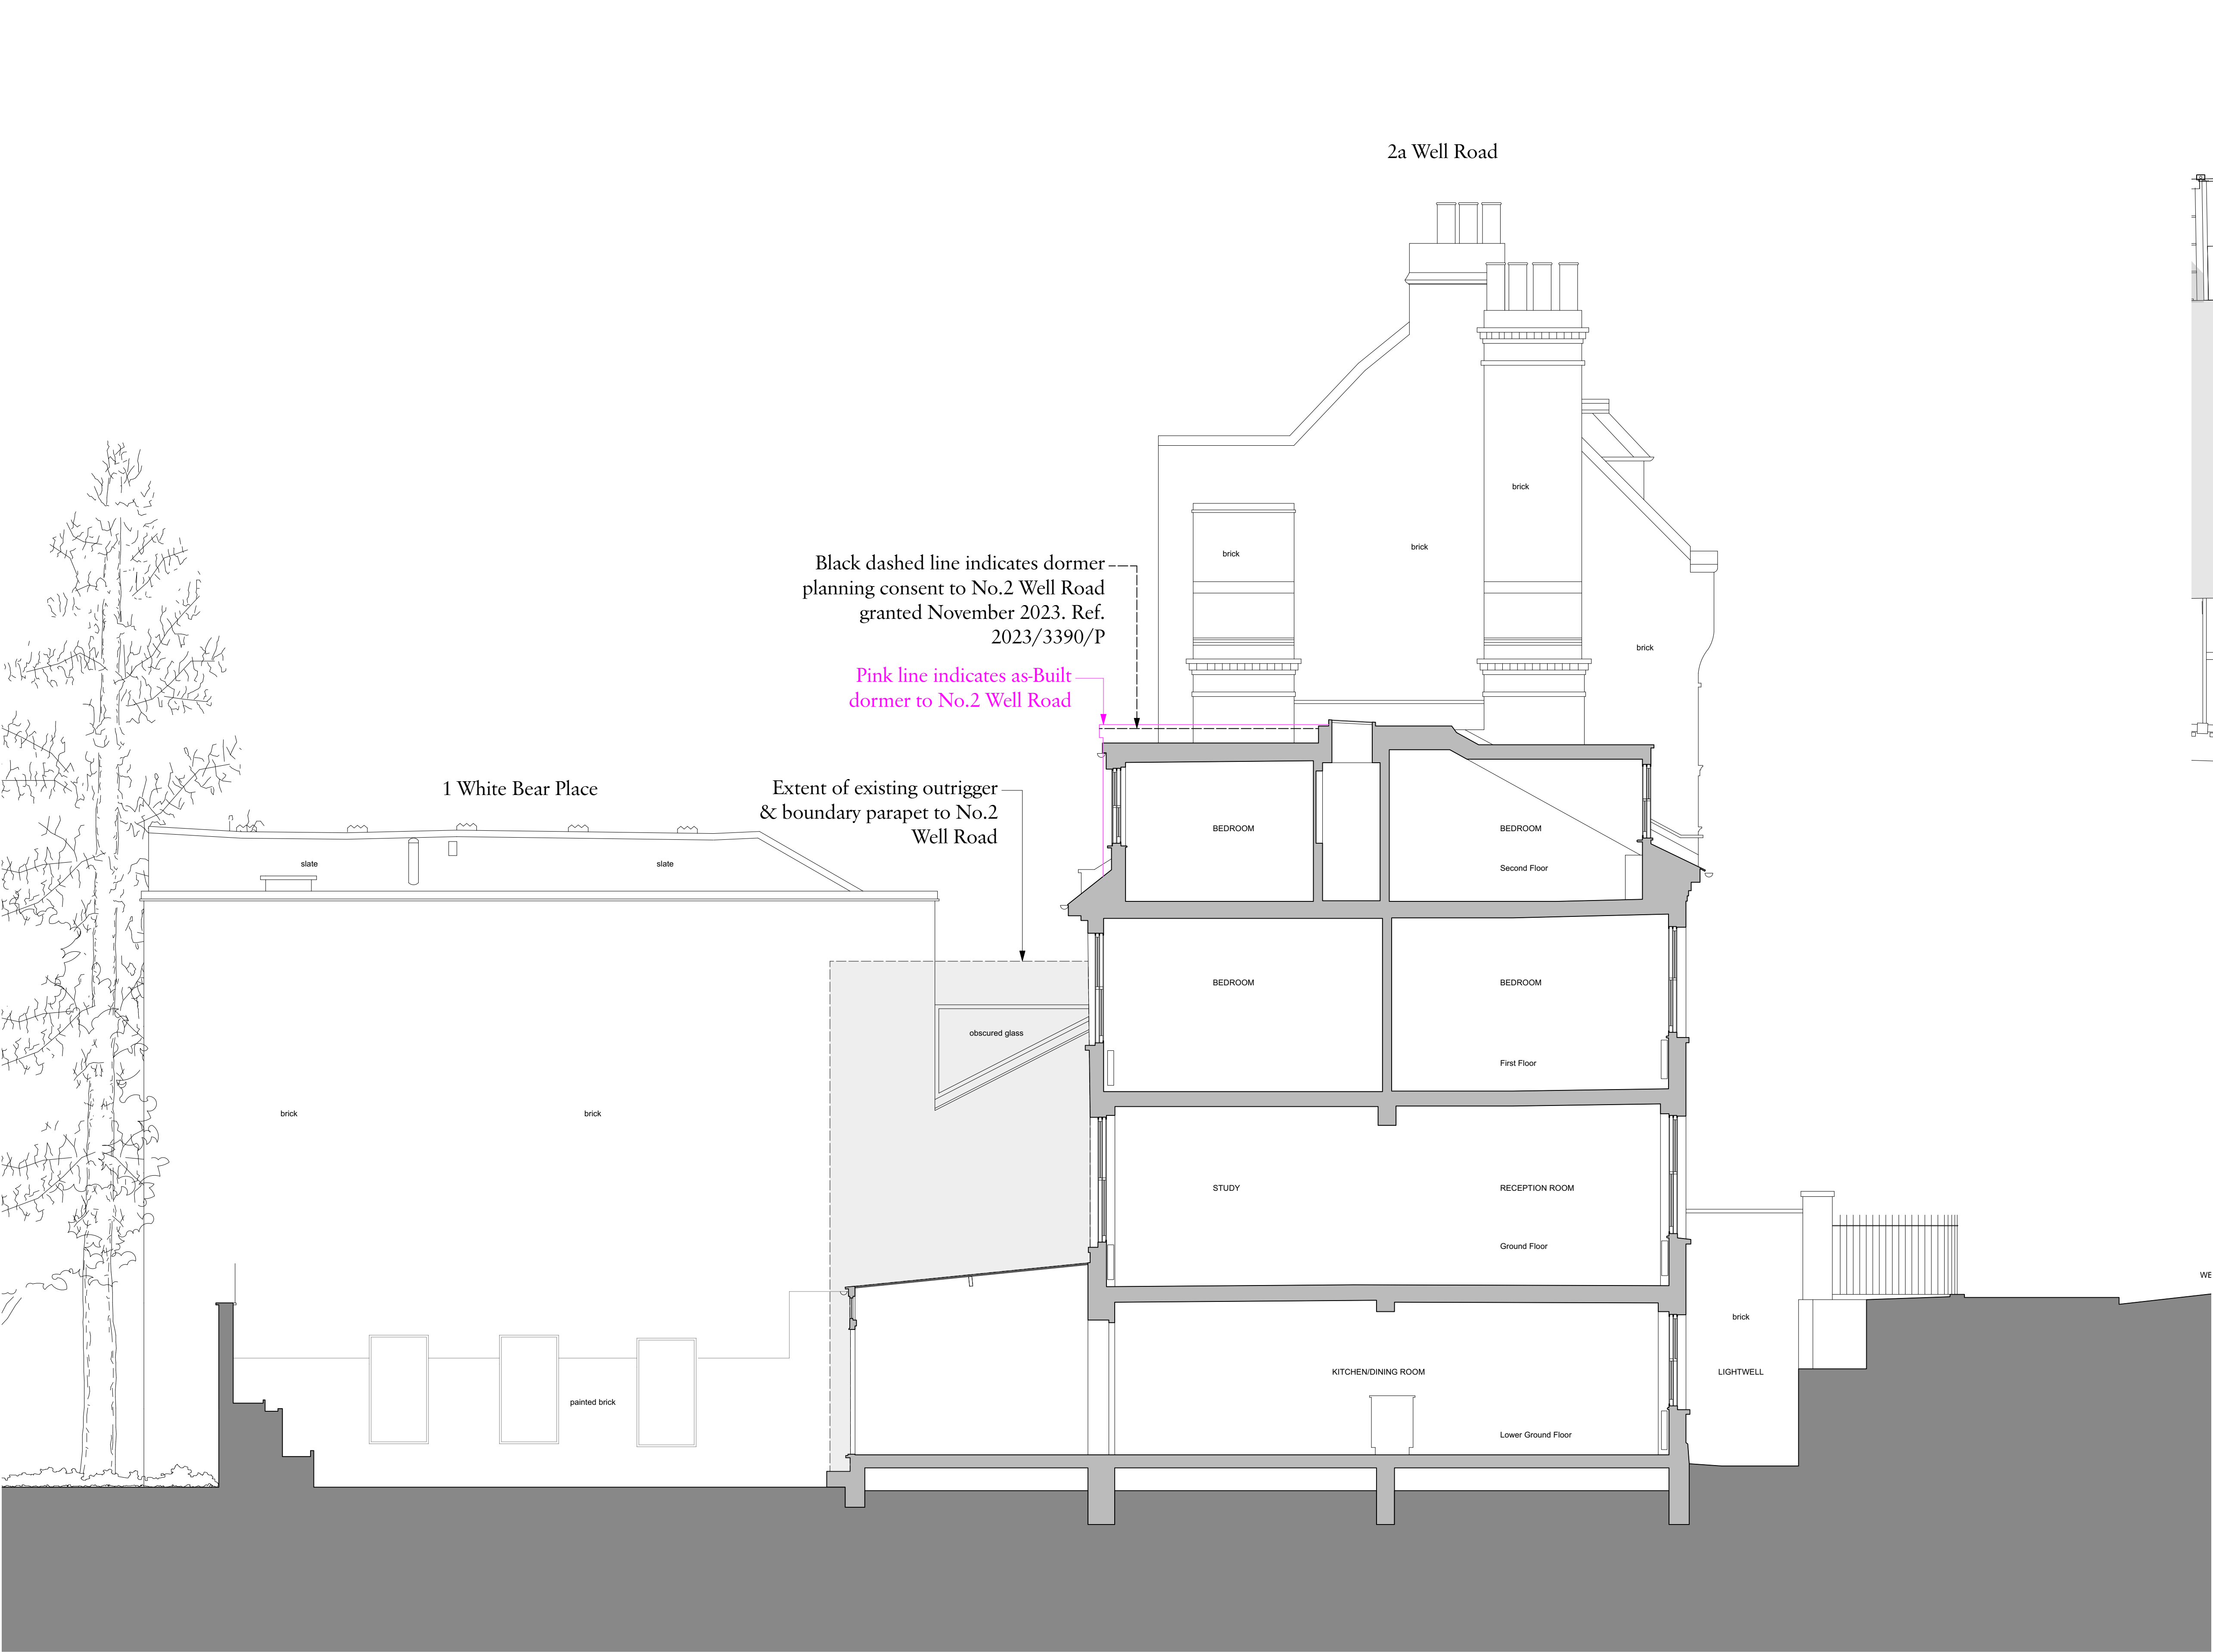 2a Well Road
brick
brick
brick
Black dashed line indicates dormer
planning consent to No.2 Well Road
granted November 2023. Ref.
2023/3390/P
brick
Pink line indicates as-Built
dormer to No.2 Well Road
1 White Bear Place
Extent of existing outrigger
& boundary parapet to No.2
Well Road
BEDROOM
BEDROOM
slate
slate
Second Floor
BEDROOM
BEDROOM
obscured glass
First Floor
brick
brick
STUDY
RECEPTION ROOM
Ground Floor
WE
brick
KITCHEN/DINING ROOM
LIGHTWELL
painted brick
Lower Ground Floor